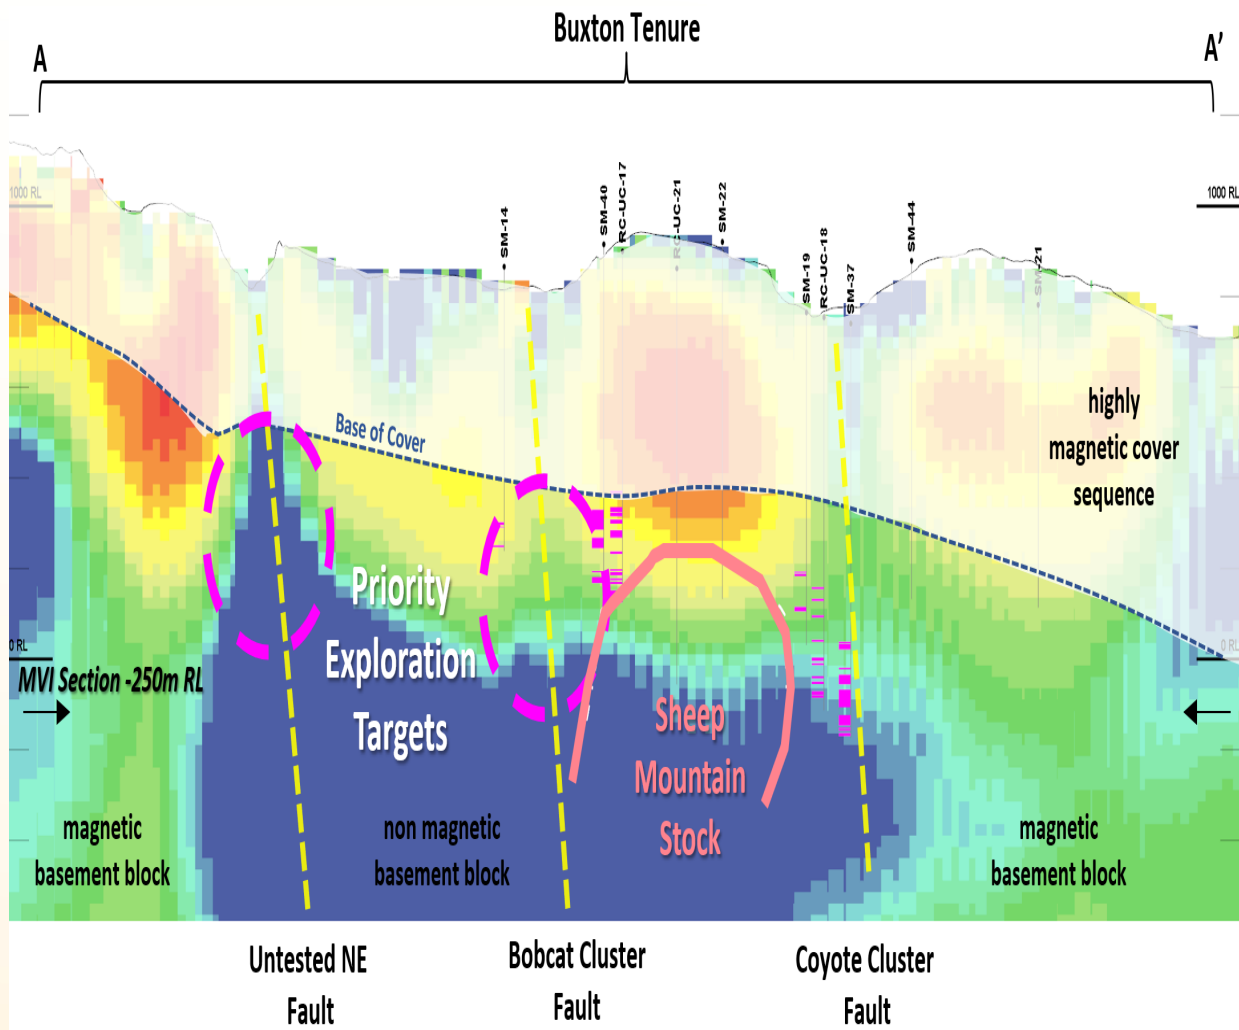 Buxton Tenure
A
A'
1000 RL
1000 RL
SM-14
SM-40
RC-UC-17
RC-UC-21
SM-22
SM-19
RC-UC-18
SM-37
SM-44
SM-21
Base of Cover
highly
magnetic cover
sequence
Priority
Exploration
Targets
0 RL
0 RL
MVI Section -250m RL
Sheep
Mountain
Stock
magnetic
basement block
non magnetic
basement block
magnetic
basement block
Untested NE
Fault
Bobcat Cluster
Fault
Coyote Cluster
Fault